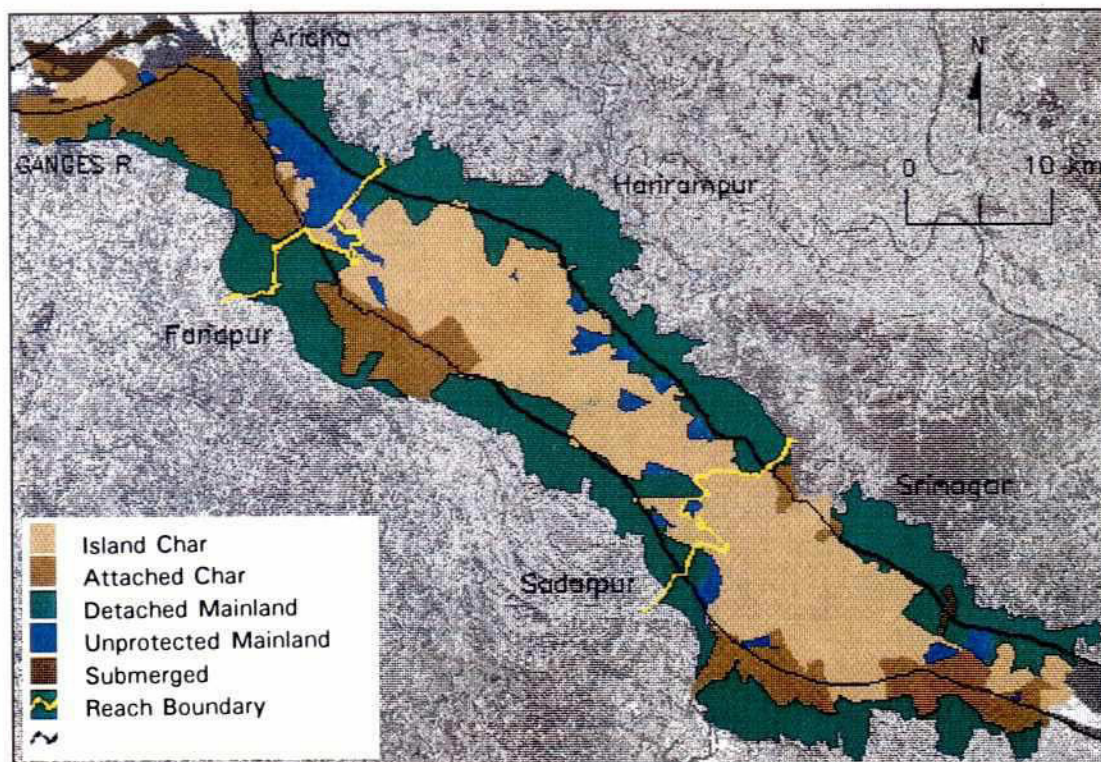 Aricha
N
GANGES R.
Harirampur
0 10 km
Faridpur
Srinagar
Sadarpur
Island Char
Attached Char
Detached Mainland
Unprotected Mainland
Submerged
Reach Boundary